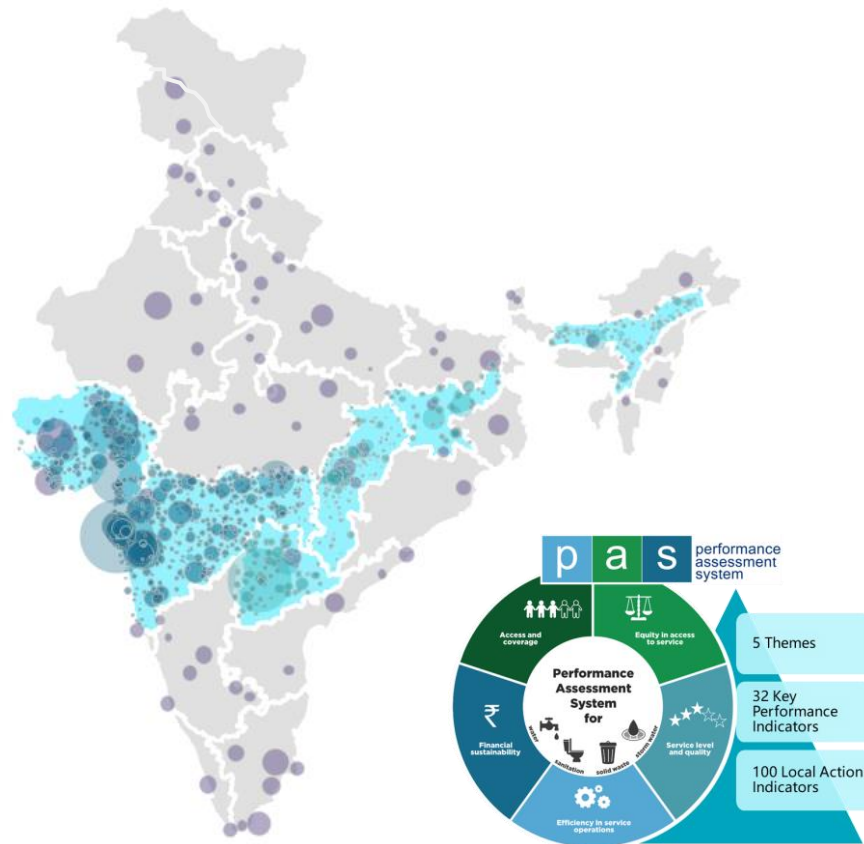 p a s
performance
assessment
system
Access and
coverage
Equity in access
to service
5 Themes
Performance
Assessment
System
for
water
sanitation
solid waste
storm water
32 Key
Performance
Indicators
₹
Financial
sustainability
Service level
and quality
100 Local Action
Indicators
Efficiency in service
operations